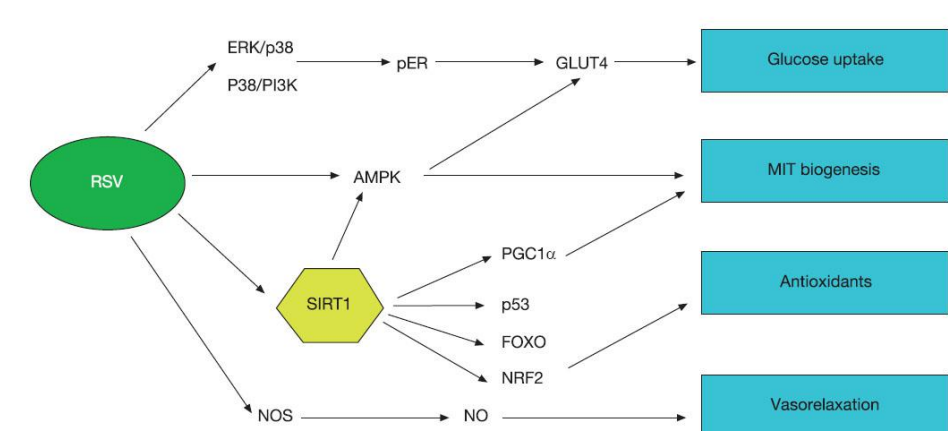 ERK/p38
P38/PI3K
pER
GLUT4
Glucose uptake
RSV
AMPK
MIT biogenesis
PGC1α
SIRT1
p53
Antioxidants
FOXO
NRF2
NOS
NO
Vasorelaxation